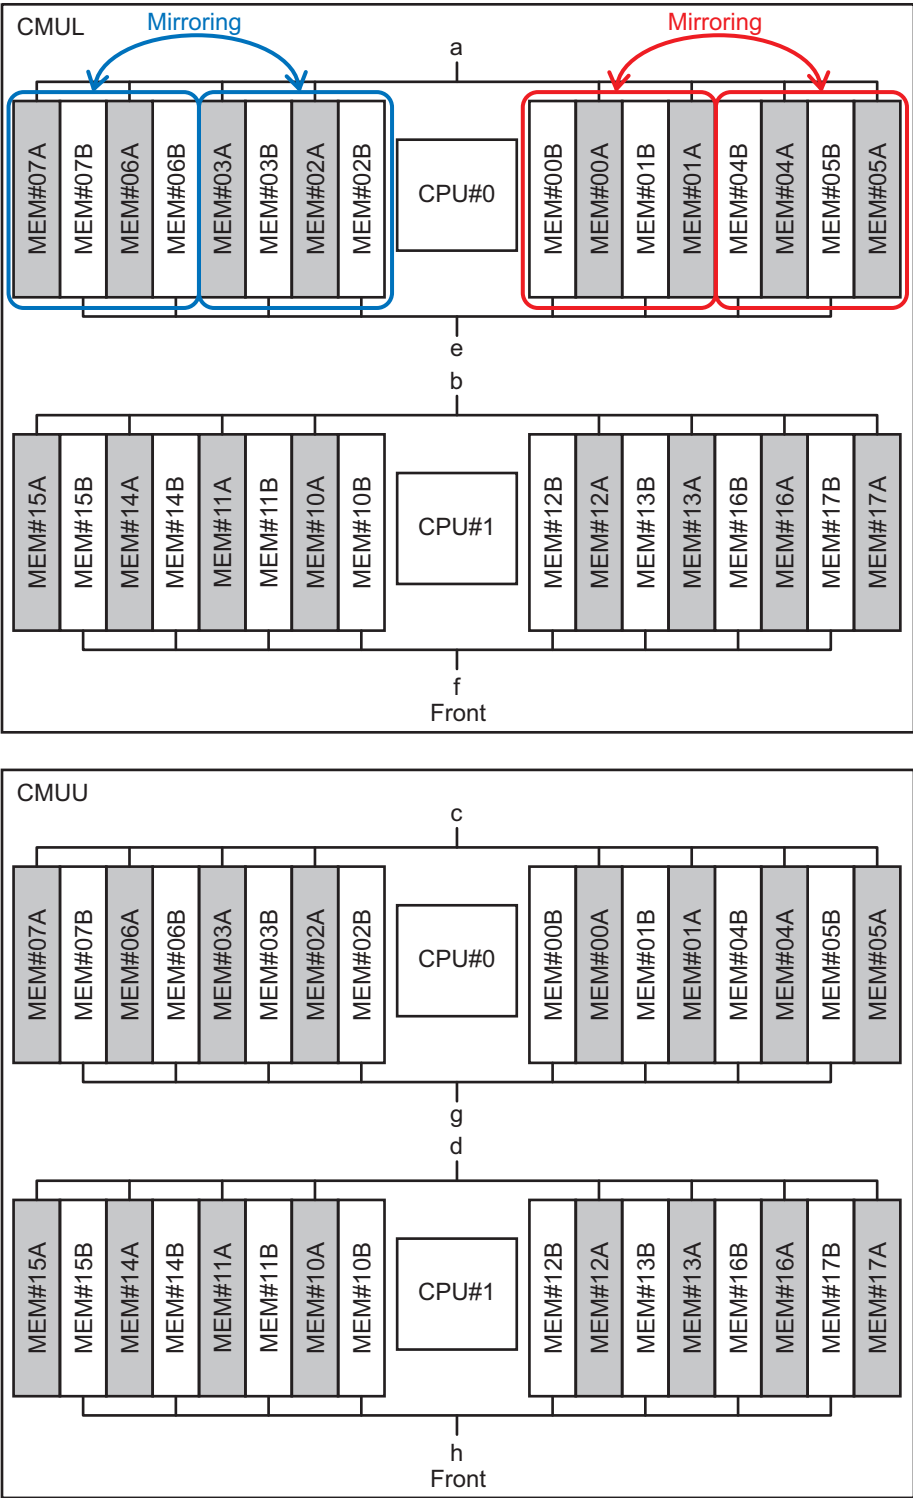 CMUL
Mirroring
Mirroring
a
MEM#07A
MEM#07B
MEM#06A
MEM#06B
MEM#03A
MEM#03B
MEM#02A
MEM#02B
CPU#0
MEM#00B
MEM#00A
MEM#01B
MEM#01A
MEM#04B
MEM#04A
MEM#05B
MEM#05A
e
b
MEM#15A
MEM#15B
MEM#14A
MEM#14B
MEM#11A
MEM#11B
MEM#10A
MEM#10B
CPU#1
MEM#12B
MEM#12A
MEM#13B
MEM#13A
MEM#16B
MEM#16A
MEM#17B
MEM#17A
f
Front
CMUU
c
MEM#07A
MEM#07B
MEM#06A
MEM#06B
MEM#03A
MEM#03B
MEM#02A
MEM#02B
CPU#0
MEM#00B
MEM#00A
MEM#01B
MEM#01A
MEM#04B
MEM#04A
MEM#05B
MEM#05A
g
d
MEM#15A
MEM#15B
MEM#14A
MEM#14B
MEM#11A
MEM#11B
MEM#10A
MEM#10B
CPU#1
MEM#12B
MEM#12A
MEM#13B
MEM#13A
MEM#16B
MEM#16A
MEM#17B
MEM#17A
h
Front